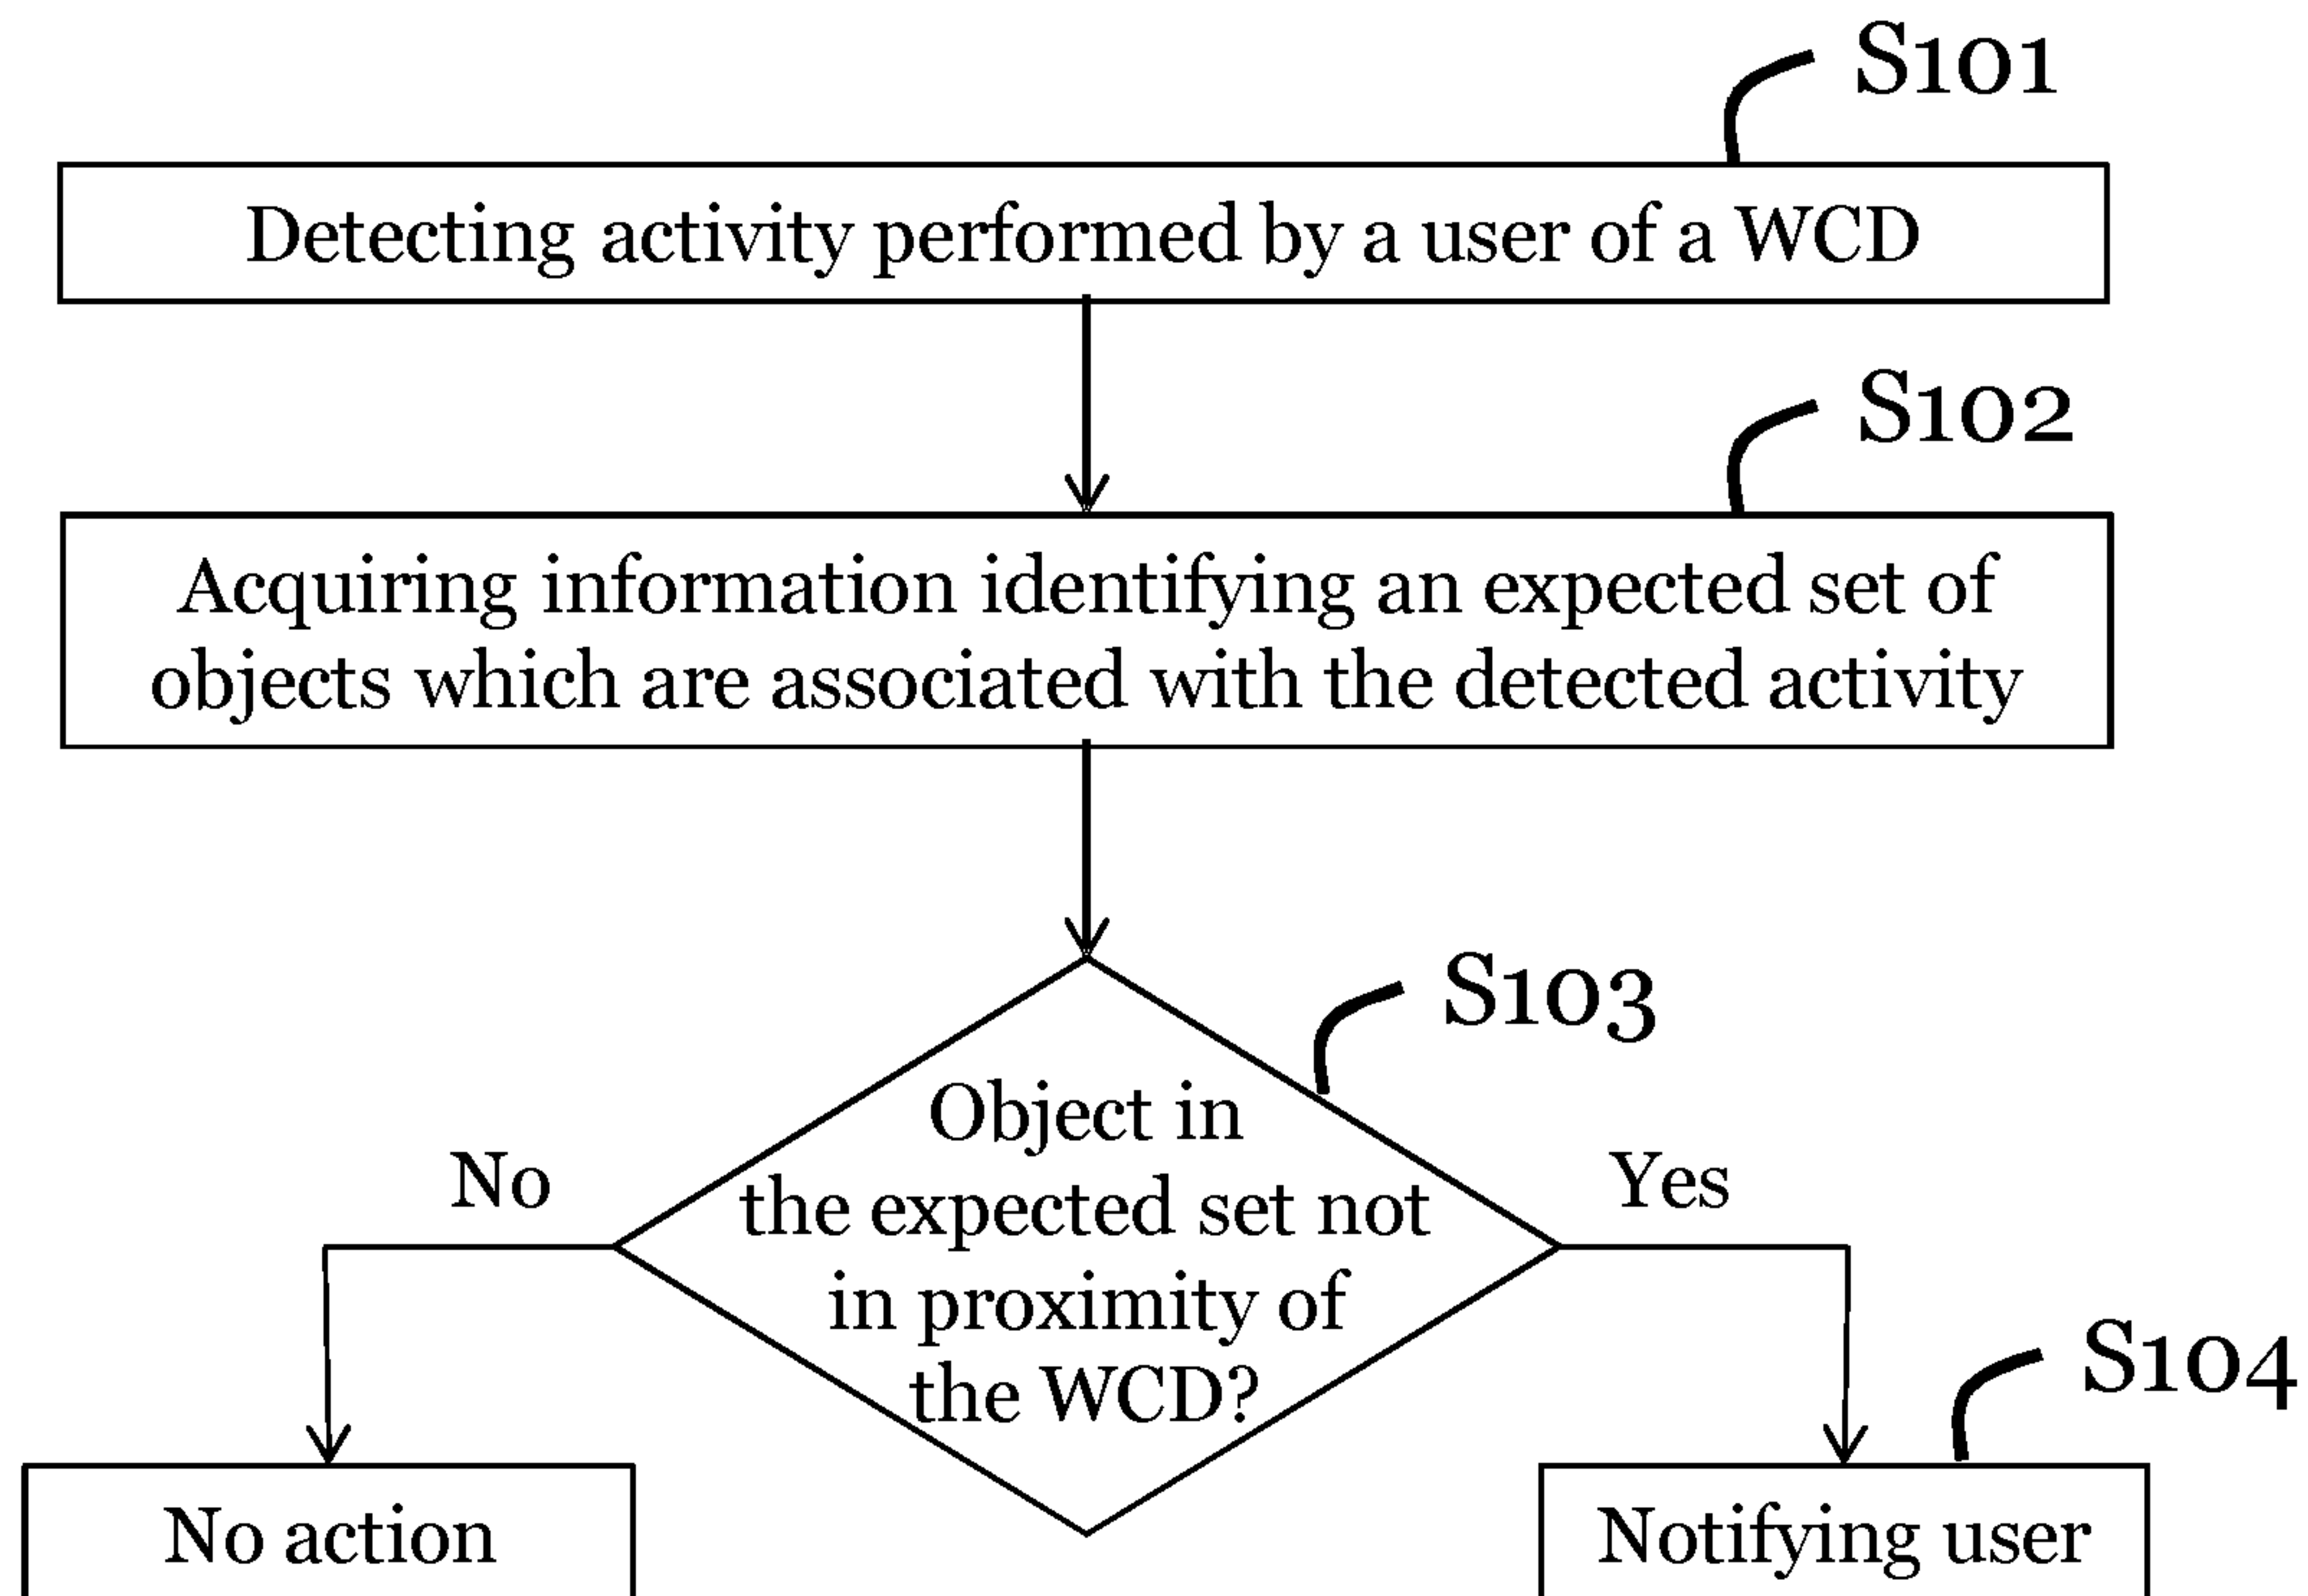 S101
Detecting activity performed by a user of a WCD
S102
Acquiring information identifying an expected set of
objects which are associated with the detected activity
S103
Object in
the expected set not
in proximity of
the WCD?
No
Yes
S104
No action
Notifying user